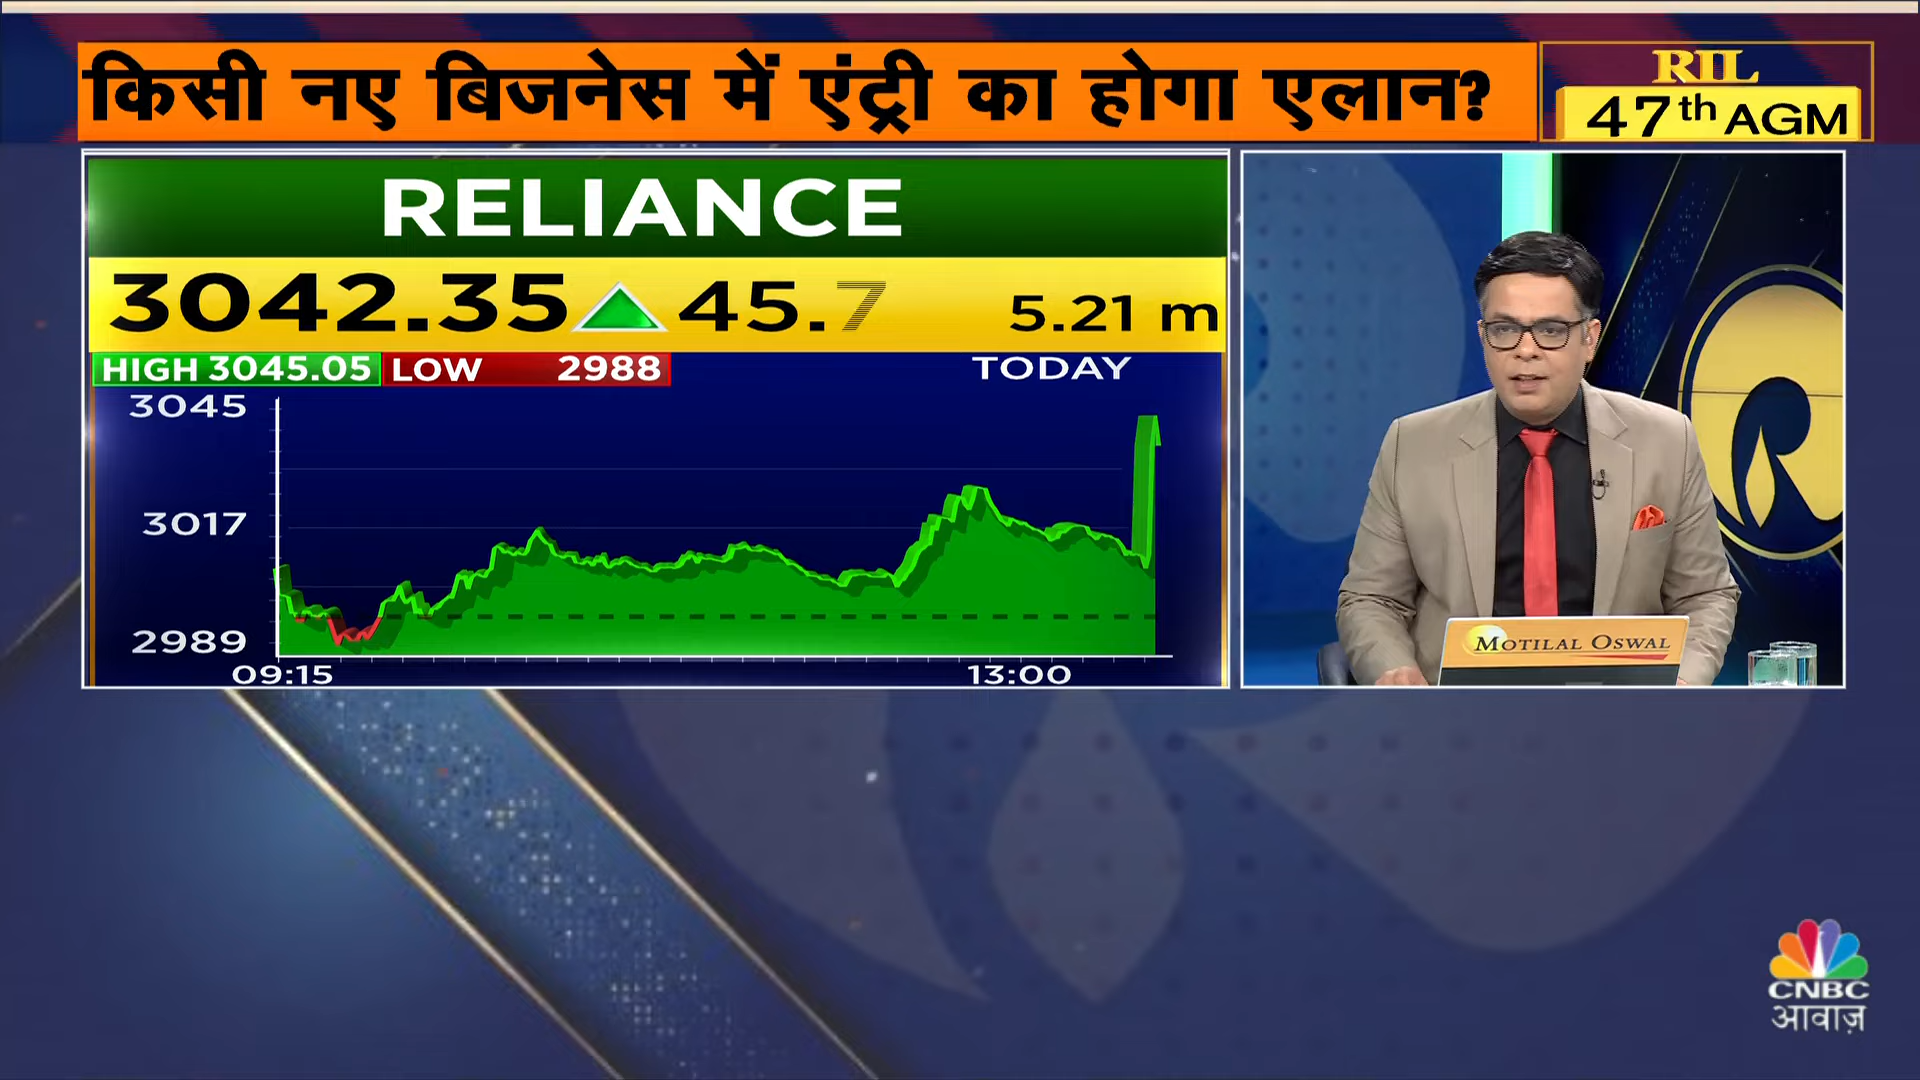 किसी नए बिजनेस में एंट्री का होगा एलान?
RIL
47th AGM
RELIANCE
3042.35 45.7 5.21 m
HIGH 3045.05 LOW 2988 TODAY
3045
3017
2989
09:15 13:00
MOTILAL OSWAL
CNBC
आवाज़